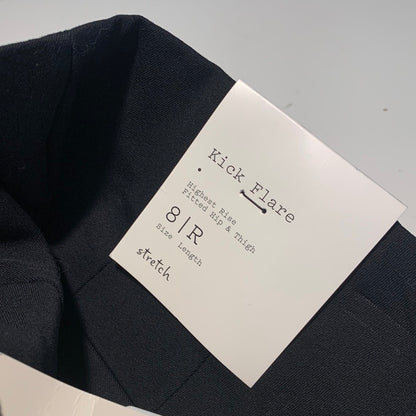 Kick Flare
Highest Rise
Fitted Hip & Thigh
8|R
Size Length
stretch